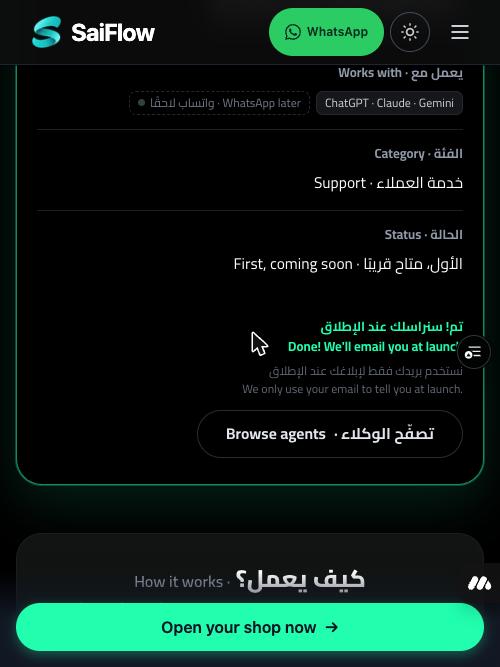 SaiFlow
WhatsApp
يعمل مع · Works with
ChatGPT · Claude · Gemini
واتساب لاحقًا · WhatsApp later
الفئة · Category
خدمة العملاء · Support
الحالة · Status
الأول، متاح قريبًا · First, coming soon
تم! سنراسلك عند الإطلاق
Done! We'll email you at launch.
نستخدم بريدك فقط لإبلاغك عند الإطلاق
We only use your email to tell you at launch.
تصفّح الوكلاء · Browse agents
كيف يعمل؟ · How it works
Open your shop now →